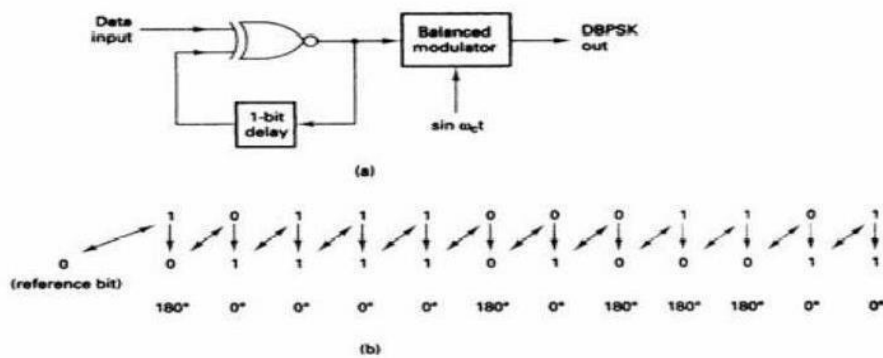 Data
input
Balanced
modulator
DBPSK
out
1-bit
delay
sin ω_c t
(a)
1 0 1 1 1 0 0 0 1 1 0 1
0 0 1 1 1 1 0 1 0 0 0 1 1
(reference bit)
180° 0° 0° 0° 0° 180° 0° 180° 180° 180° 0° 0°
(b)